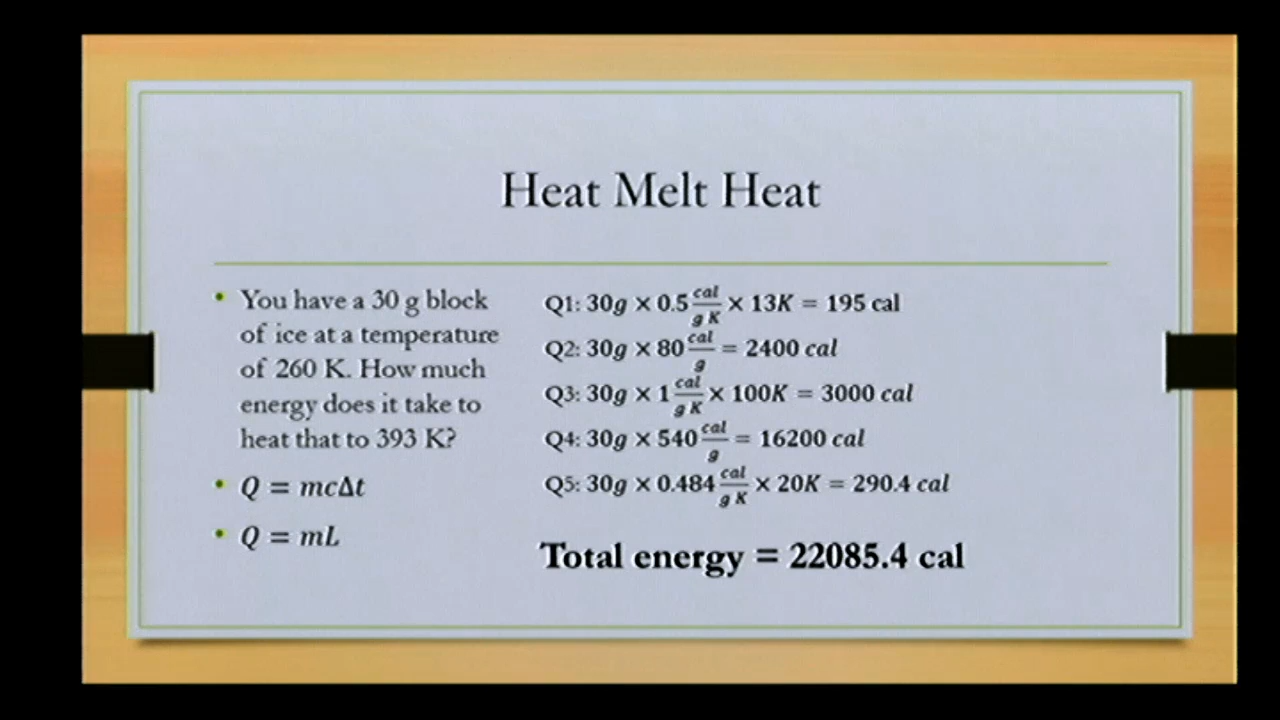 Heat Melt Heat
• You have a 30 g block
of ice at a temperature
of 260 K. How much
energy does it take to
heat that to 393 K?
• Q = mcΔt
• Q = mL
Q1: 30g × 0.5 cal/(g K) × 13K = 195 cal
Q2: 30g × 80 cal/g = 2400 cal
Q3: 30g × 1 cal/(g K) × 100K = 3000 cal
Q4: 30g × 540 cal/g = 16200 cal
Q5: 30g × 0.484 cal/(g K) × 20K = 290.4 cal
Total energy = 22085.4 cal